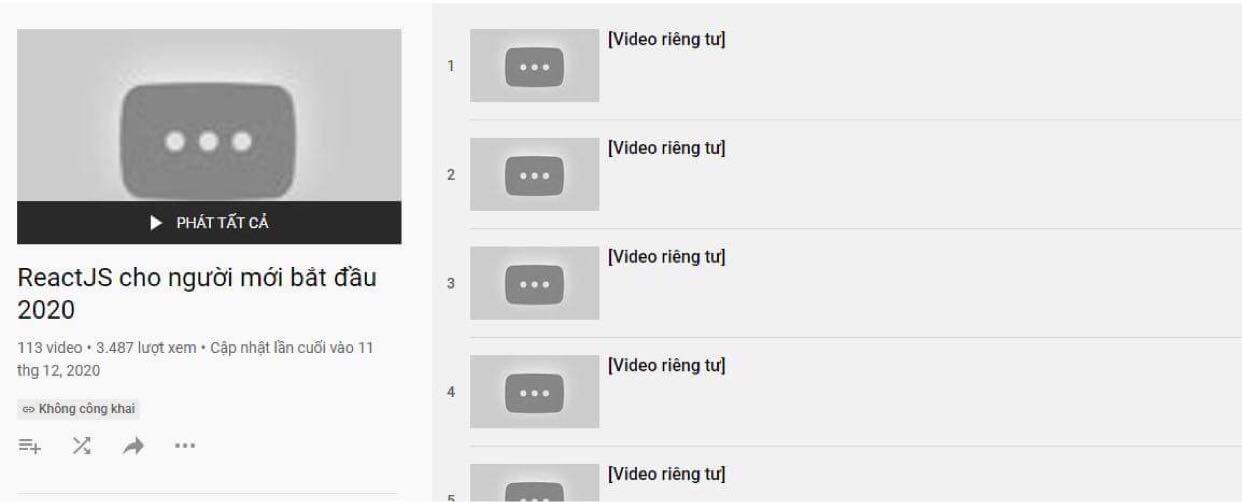 PHÁT TẤT CẢ
ReactJS cho người mới bắt đầu
2020
113 video • 3.487 lượt xem • Cập nhật lần cuối vào 11
thg 12, 2020
Không công khai
1
[Video riêng tư]
2
[Video riêng tư]
3
[Video riêng tư]
4
[Video riêng tư]
5
[Video riêng tư]